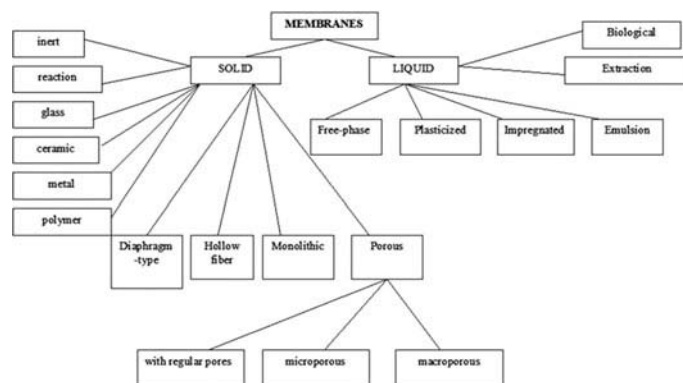 MEMBRANES
inert
Biological
SOLID
LIQUID
reaction
Extraction
glass
Free-phase
Plasticized
Impregnated
Emulsion
ceramic
metal
polymer
Diaphragm
-type
Hollow
fiber
Monolithic
Porous
with regular pores
microporous
macroporous